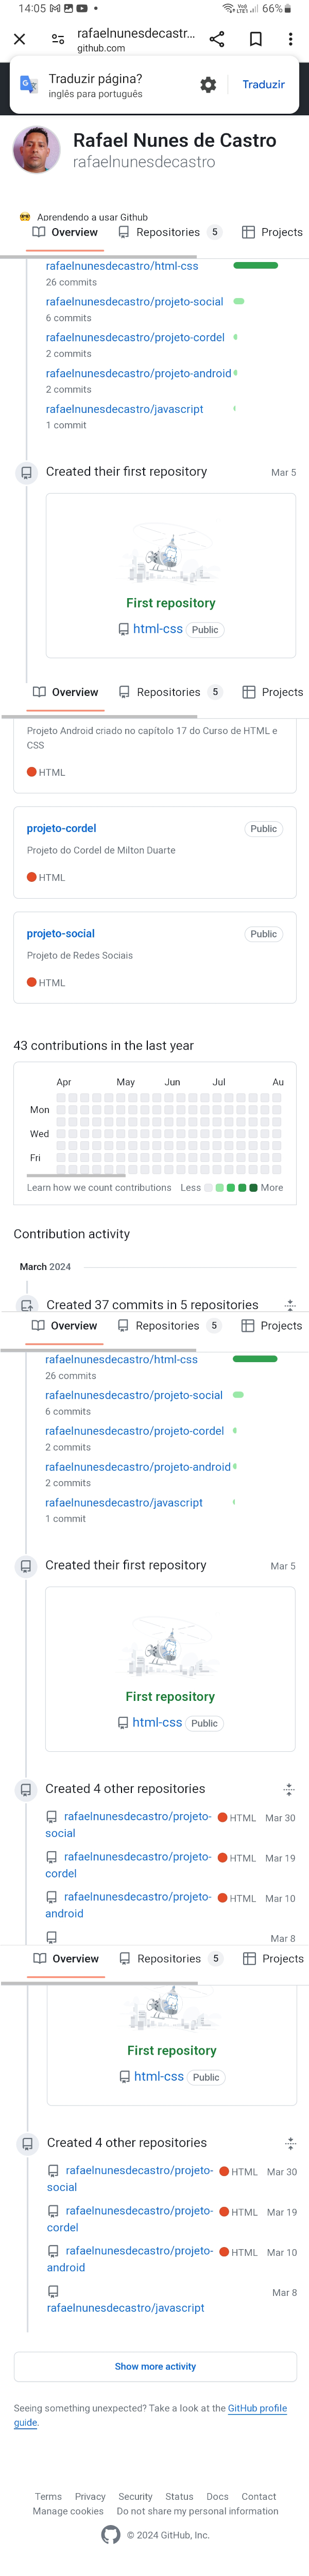 14:05
66%
rafaelnunesdecastr...
github.com
Traduzir página?
inglês para português
Traduzir
Rafael Nunes de Castro
rafaelnunesdecastro
Aprendendo a usar Github
Overview Repositories 5 Projects
rafaelnunesdecastro/html-css
26 commits
rafaelnunesdecastro/projeto-social
6 commits
rafaelnunesdecastro/projeto-cordel
2 commits
rafaelnunesdecastro/projeto-android
2 commits
rafaelnunesdecastro/javascript
1 commit
Created their first repository Mar 5
First repository
html-css Public
Overview Repositories 5 Projects
Projeto Android criado no capítolo 17 do Curso de HTML e
CSS
HTML
projeto-cordel Public
Projeto do Cordel de Milton Duarte
HTML
projeto-social Public
Projeto de Redes Sociais
HTML
43 contributions in the last year
Apr May Jun Jul Au
Mon
Wed
Fri
Learn how we count contributions Less More
Contribution activity
March 2024
Created 37 commits in 5 repositories
Overview Repositories 5 Projects
rafaelnunesdecastro/html-css
26 commits
rafaelnunesdecastro/projeto-social
6 commits
rafaelnunesdecastro/projeto-cordel
2 commits
rafaelnunesdecastro/projeto-android
2 commits
rafaelnunesdecastro/javascript
1 commit
Created their first repository Mar 5
First repository
html-css Public
Created 4 other repositories
rafaelnunesdecastro/projeto- HTML Mar 30
social
rafaelnunesdecastro/projeto- HTML Mar 19
cordel
rafaelnunesdecastro/projeto- HTML Mar 10
android
Mar 8
Overview Repositories 5 Projects
First repository
html-css Public
Created 4 other repositories
rafaelnunesdecastro/projeto- HTML Mar 30
social
rafaelnunesdecastro/projeto- HTML Mar 19
cordel
rafaelnunesdecastro/projeto- HTML Mar 10
android
Mar 8
rafaelnunesdecastro/javascript
Show more activity
Seeing something unexpected? Take a look at the GitHub profile
guide.
Terms Privacy Security Status Docs Contact
Manage cookies Do not share my personal information
© 2024 GitHub, Inc.